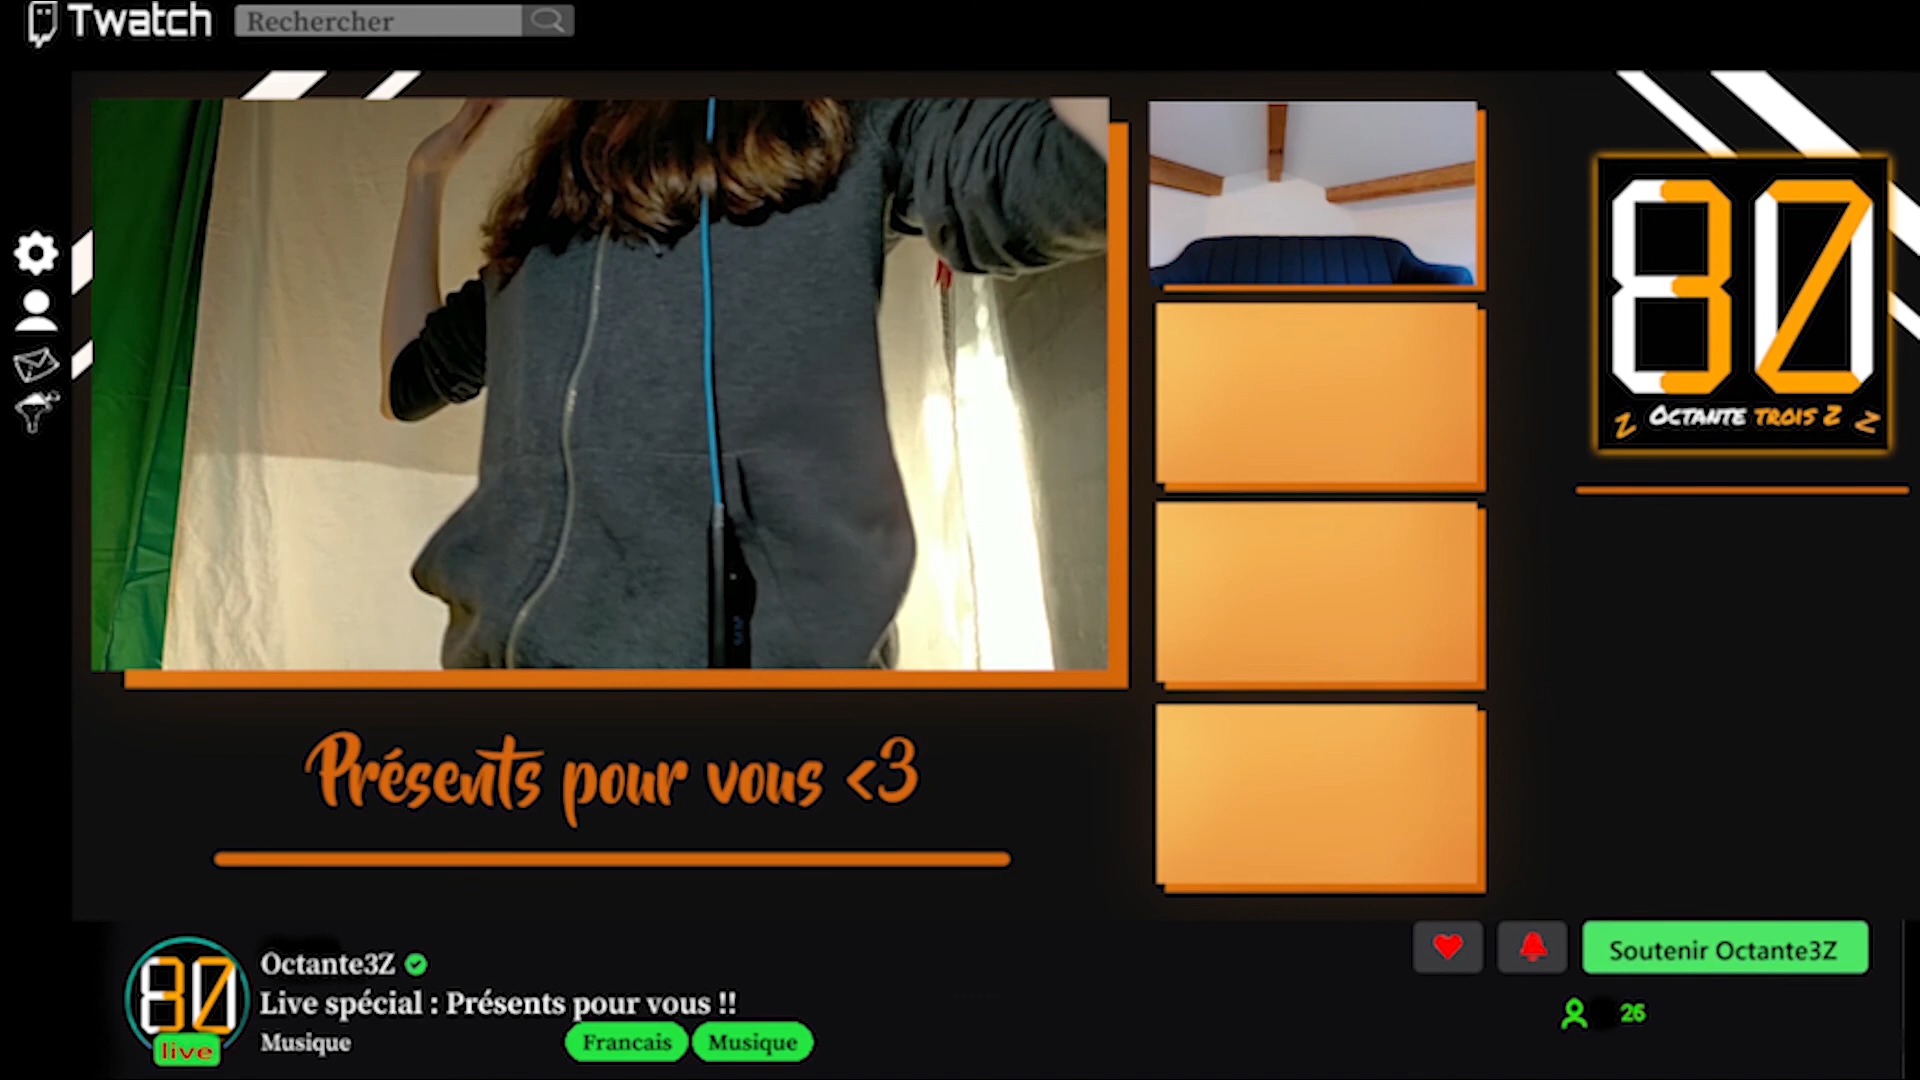 Twatch
Rechercher
80
Z OCTANTE TROIS Z Z
Présents pour vous <3
80
live
Octante3Z
Live spécial : Présents pour vous !!
Musique
Francais
Musique
Soutenir Octante3Z
26